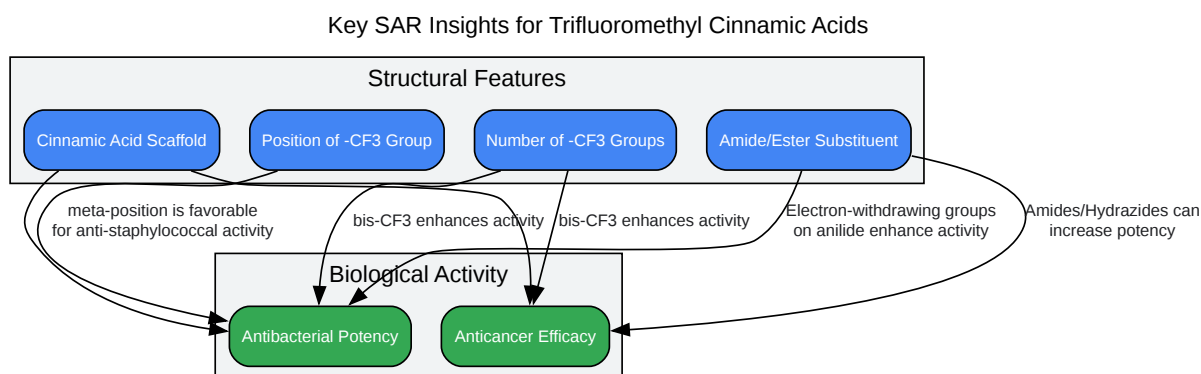 Key SAR Insights for Trifluoromethyl Cinnamic Acids
Structural Features
Cinnamic Acid Scaffold
Position of -CF3 Group
Number of -CF3 Groups
Amide/Ester Substituent
meta-position is favorable
for anti-staphylococcal activity
bis-CF3 enhances activity
bis-CF3 enhances activity
Electron-withdrawing groups
on anilide enhance activity
Amides/Hydrazides can
increase potency
Biological Activity
Antibacterial Potency
Anticancer Efficacy